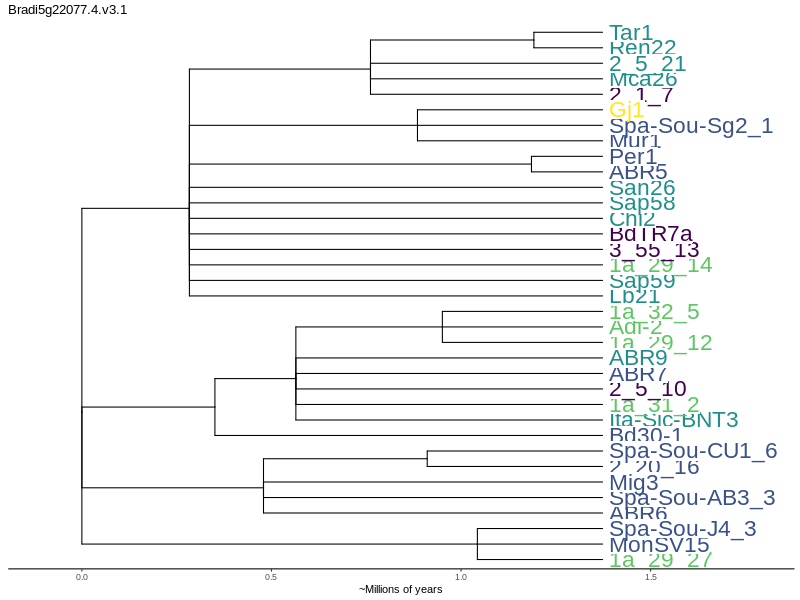 Bradi5g22077.4.v3.1
Tar1
Ren22
2_5_21
Mca26
2_1_7
Gj1
Spa-Sou-Sg2_1
Mur1
Per1
ABR5
San26
Sap58
Chi2
BdTR7a
3_55_13
1a_29_14
Sap59
Lb21
1a_32_5
Adi-2
1a_29_12
ABR9
ABR7
2_5_10
1a_31_2
Ita-Sic-BNT3
Bd30-1
Spa-Sou-CU1_6
2_20_16
Mig3
Spa-Sou-AB3_3
ABR6
Spa-Sou-J4_3
MonSV15
1a_29_27
0.0 0.5 1.0 1.5
~Millions of years